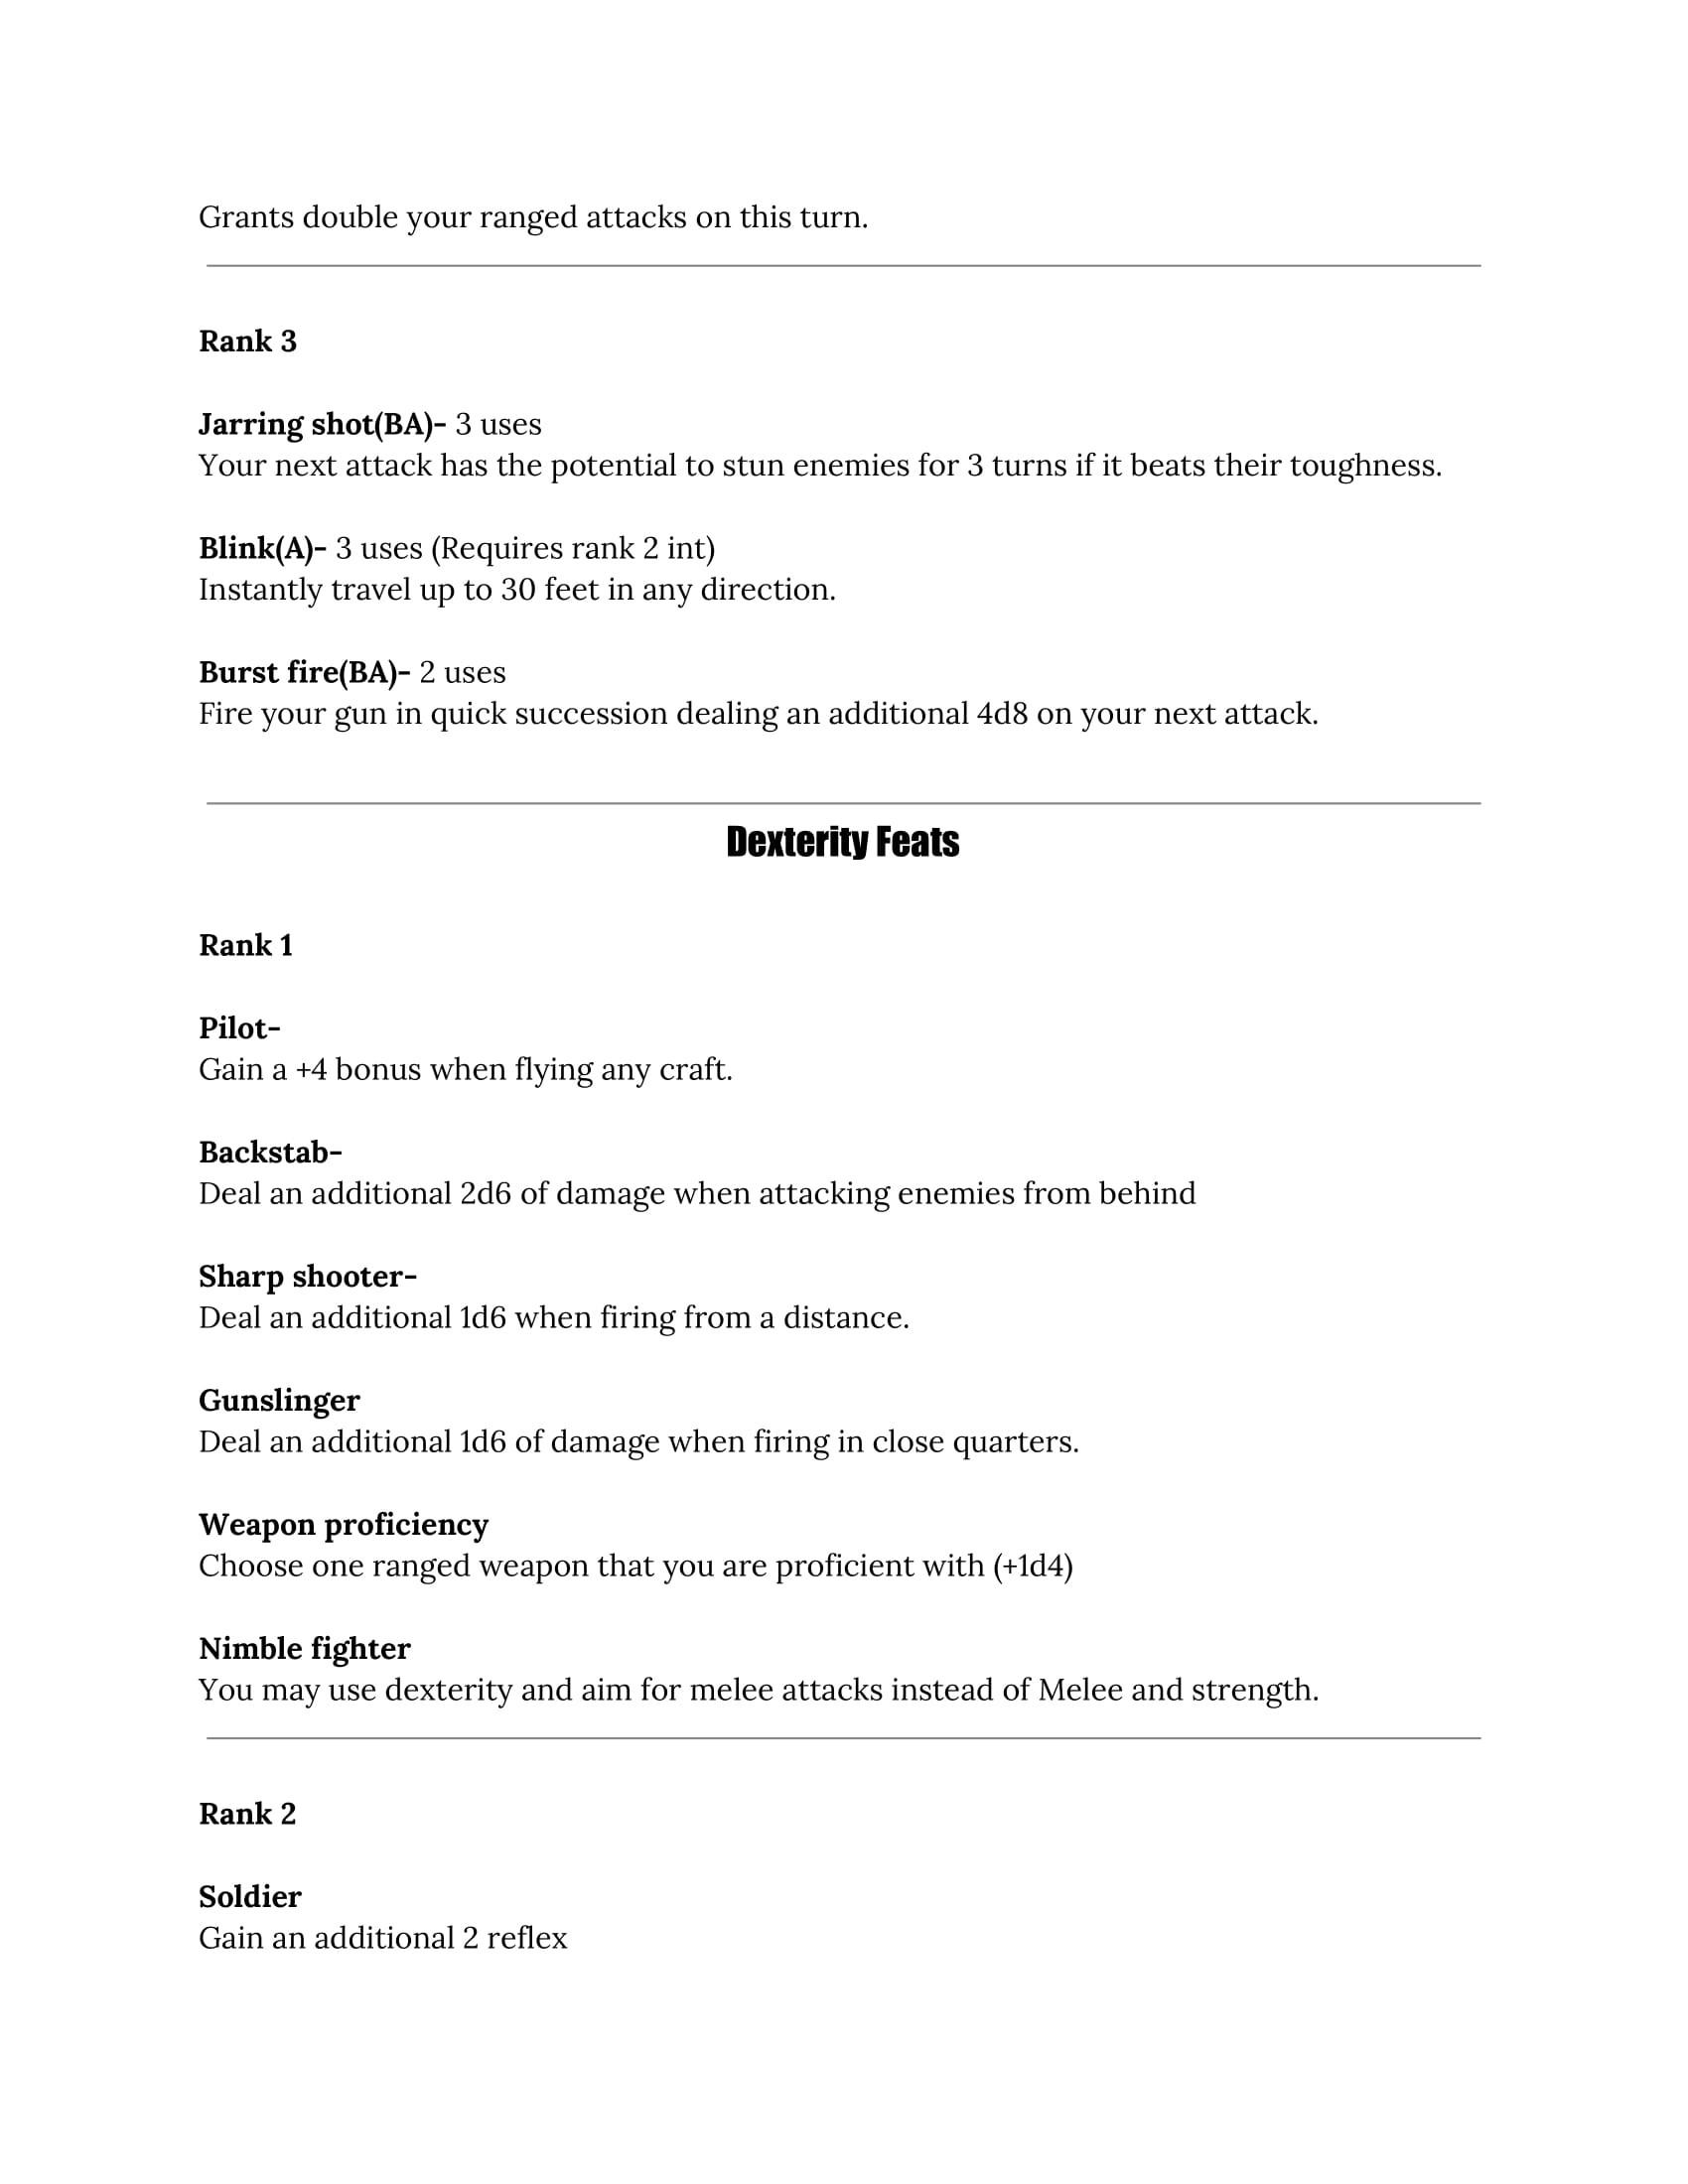 Grants double your ranged attacks on this turn.
Rank 3
Jarring shot(BA)- 3 uses
Your next attack has the potential to stun enemies for 3 turns if it beats their toughness.
Blink(A)- 3 uses (Requires rank 2 int)
Instantly travel up to 30 feet in any direction.
Burst fire(BA)- 2 uses
Fire your gun in quick succession dealing an additional 4d8 on your next attack.
Dexterity Feats
Rank 1
Pilot-
Gain a +4 bonus when flying any craft.
Backstab-
Deal an additional 2d6 of damage when attacking enemies from behind
Sharp shooter-
Deal an additional 1d6 when firing from a distance.
Gunslinger
Deal an additional 1d6 of damage when firing in close quarters.
Weapon proficiency
Choose one ranged weapon that you are proficient with (+1d4)
Nimble fighter
You may use dexterity and aim for melee attacks instead of Melee and strength.
Rank 2
Soldier
Gain an additional 2 reflex